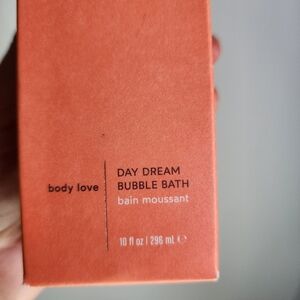 body love
DAY DREAM
BUBBLE BATH
bain moussant
10 fl oz | 296 mL ℮